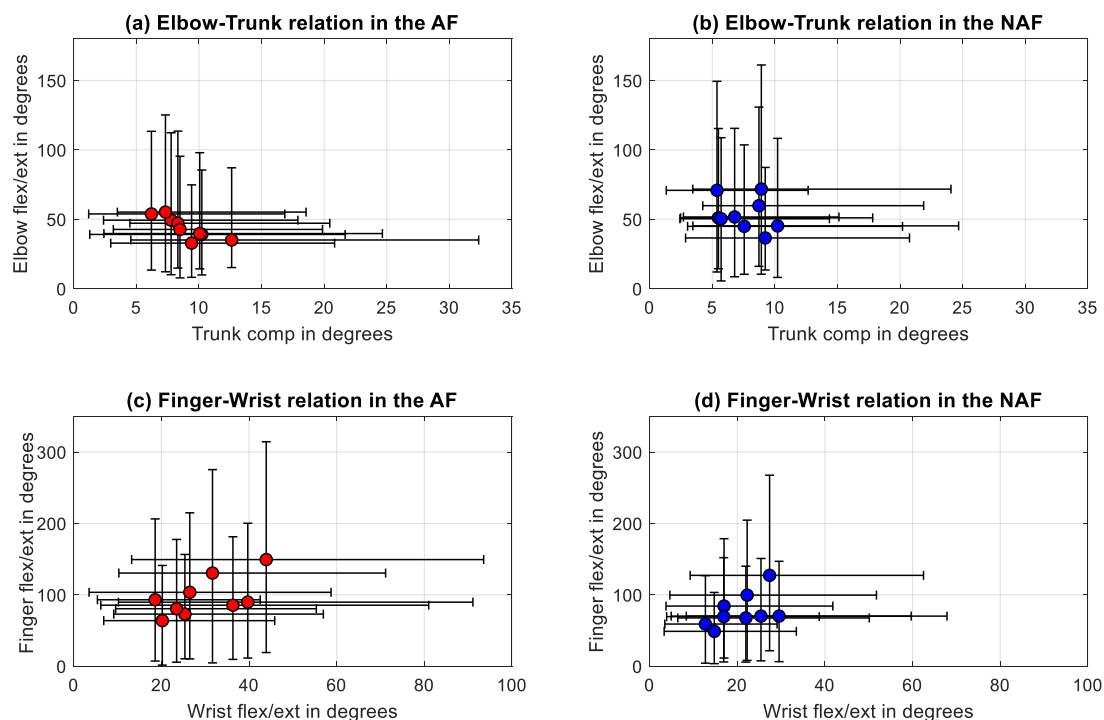 (a) Elbow-Trunk relation in the AF
Elbow flex/ext in degrees
150
100
50
0
0 5 10 15 20 25 30 35
Trunk comp in degrees
(b) Elbow-Trunk relation in the NAF
Elbow flex/ext in degrees
150
100
50
0
0 5 10 15 20 25 30 35
Trunk comp in degrees
(c) Finger-Wrist relation in the AF
Finger flex/ext in degrees
300
200
100
0
0 20 40 60 80 100
Wrist flex/ext in degrees
(d) Finger-Wrist relation in the NAF
Finger flex/ext in degrees
300
200
100
0
0 20 40 60 80 100
Wrist flex/ext in degrees